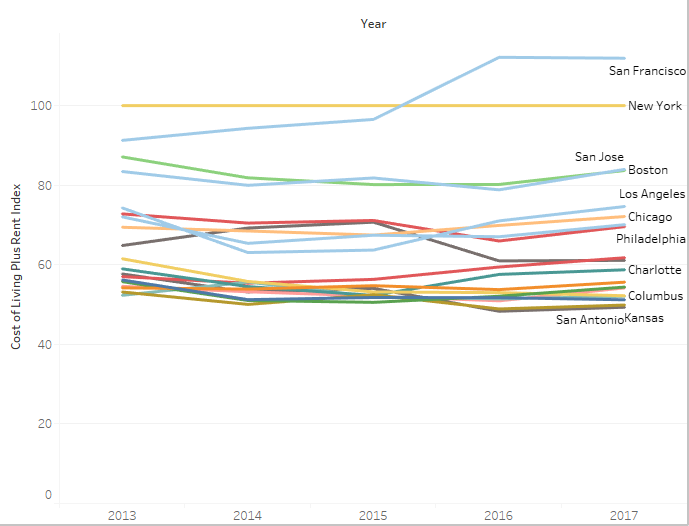 Year
San Francisco
100
New York
San Jose
Boston
80
Los Angeles
Chicago
Philadelphia
60
Charlotte
Columbus
San Antonio Kansas
40
20
0
Cost of Living Plus Rent Index
2013 2014 2015 2016 2017